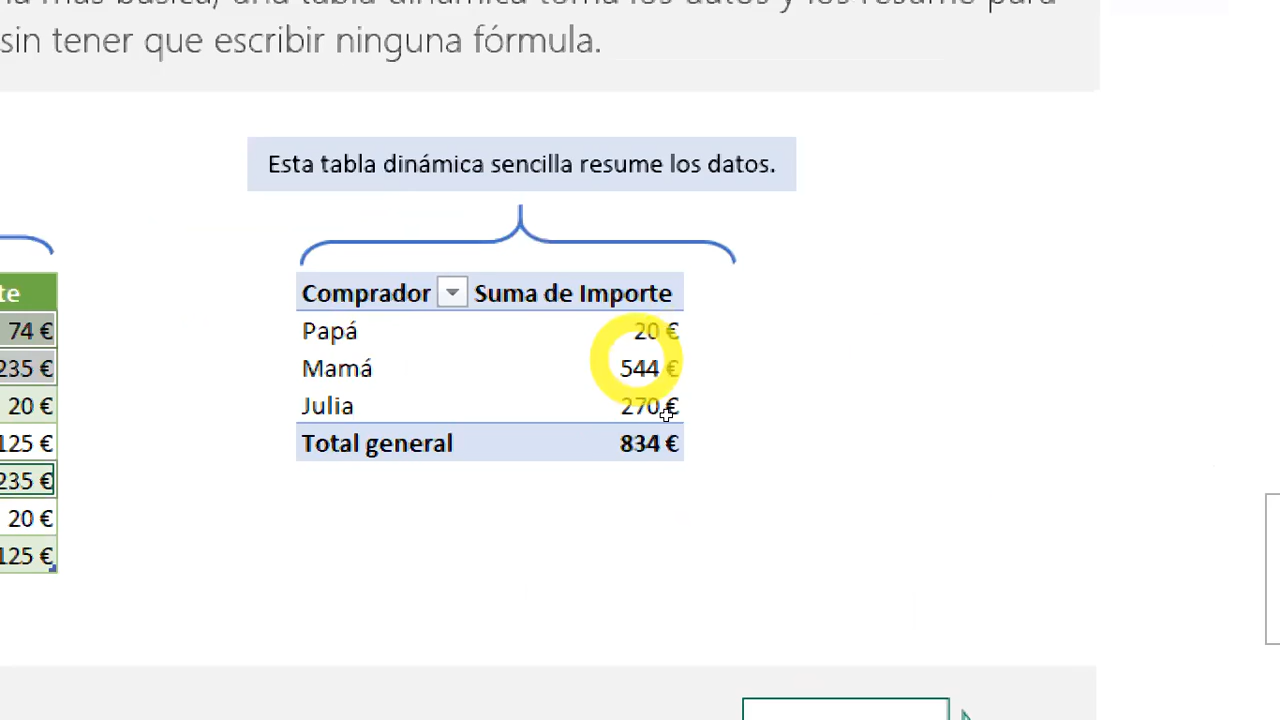 sin tener que escribir ninguna fórmula.
Esta tabla dinámica sencilla resume los datos.
te
74 €
235 €
20 €
125 €
235 €
20 €
125 €
Comprador Suma de Importe
Papá 20 €
Mamá 544 €
Julia 270 €
Total general 834 €